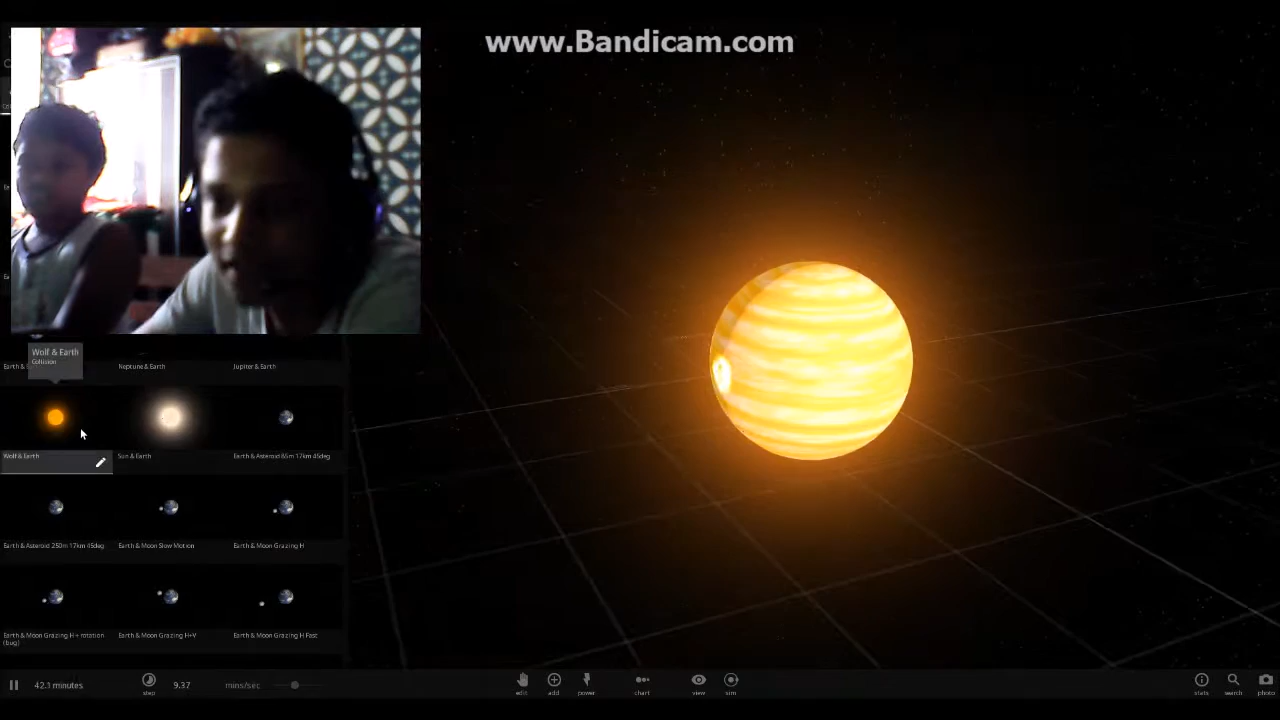 www.Bandicam.com
Wolf & Earth
Collision
Neptune & Earth
Jupiter & Earth
Wolf & Earth
Sun & Earth
Earth & Asteroid 85m 17km 45deg
Earth & Asteroid 250m 17km 45deg
Earth & Moon Slow Motion
Earth & Moon Grazing H
Earth & Moon Grazing H + rotation
(bug)
Earth & Moon Grazing H+V
Earth & Moon Grazing H Fast
42.1 minutes
step
9.37
mins/sec
edit
add
power
chart
view
sim
stats
search
photo